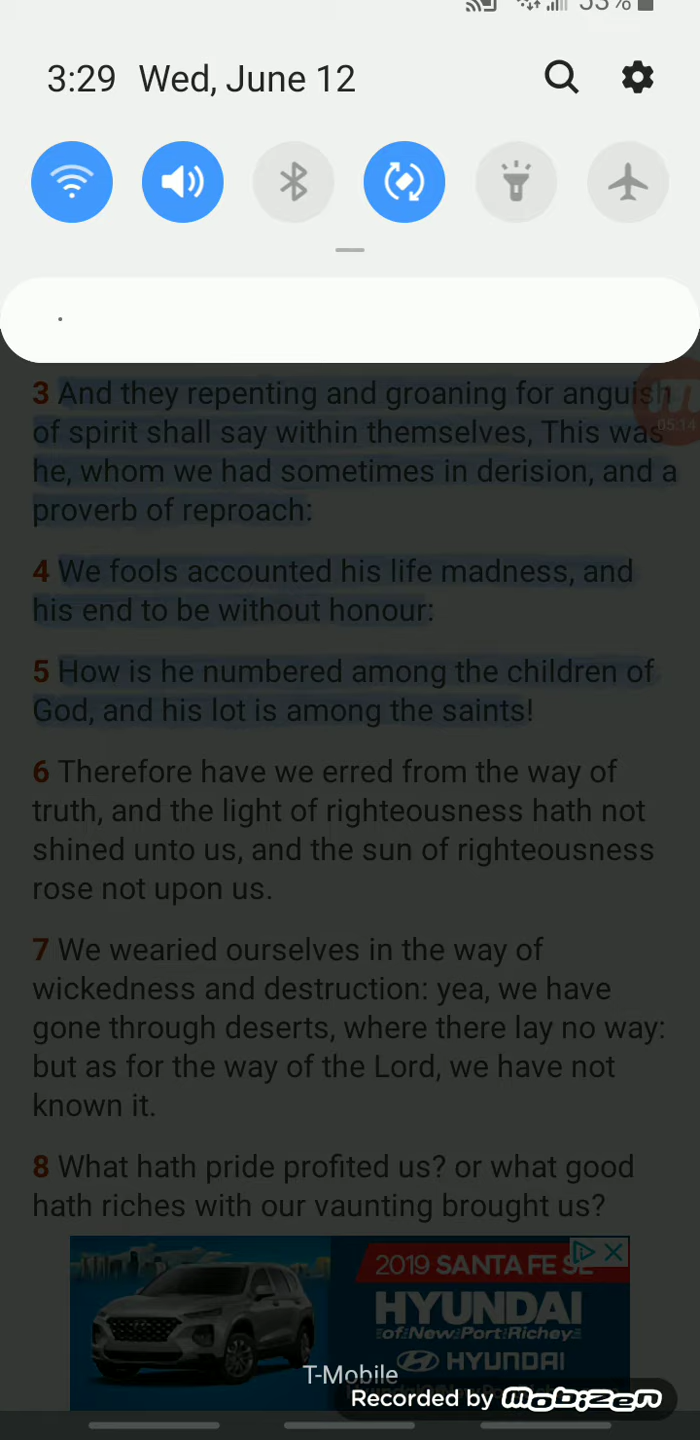 53%
3:29 Wed, June 12
3 And they repenting and groaning for anguish
of spirit shall say within themselves, This was
05:14
he, whom we had sometimes in derision, and a
proverb of reproach:
4 We fools accounted his life madness, and
his end to be without honour:
5 How is he numbered among the children of
God, and his lot is among the saints!
6 Therefore have we erred from the way of
truth, and the light of righteousness hath not
shined unto us, and the sun of righteousness
rose not upon us.
7 We wearied ourselves in the way of
wickedness and destruction: yea, we have
gone through deserts, where there lay no way:
but as for the way of the Lord, we have not
known it.
8 What hath pride profited us? or what good
hath riches with our vaunting brought us?
2019 SANTA FE SE
HYUNDAI
of New Port Richey
HYUNDAI
T-Mobile
Recorded by mobizen